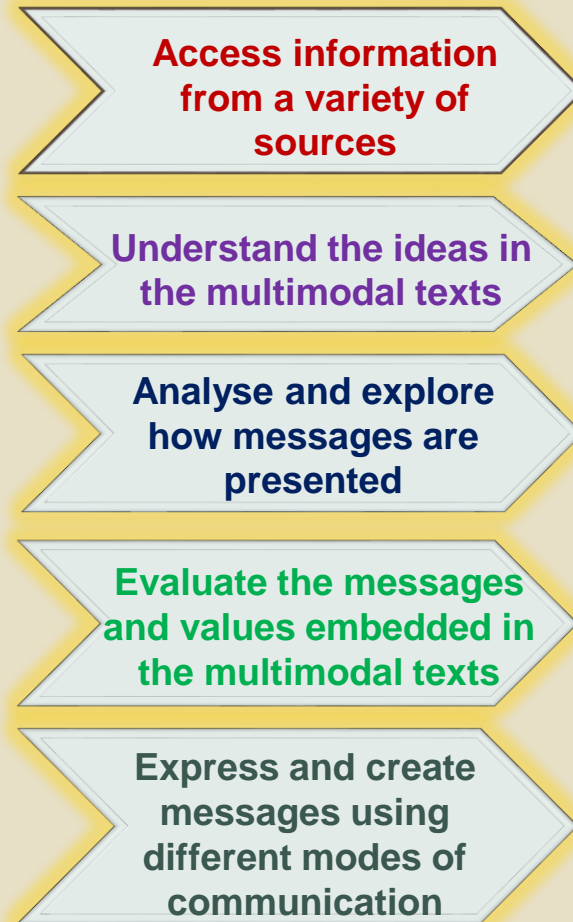 Access information
from a variety of
sources
Understand the ideas in
the multimodal texts
Analyse and explore
how messages are
presented
Evaluate the messages
and values embedded in
the multimodal texts
Express and create
messages using
different modes of
communication